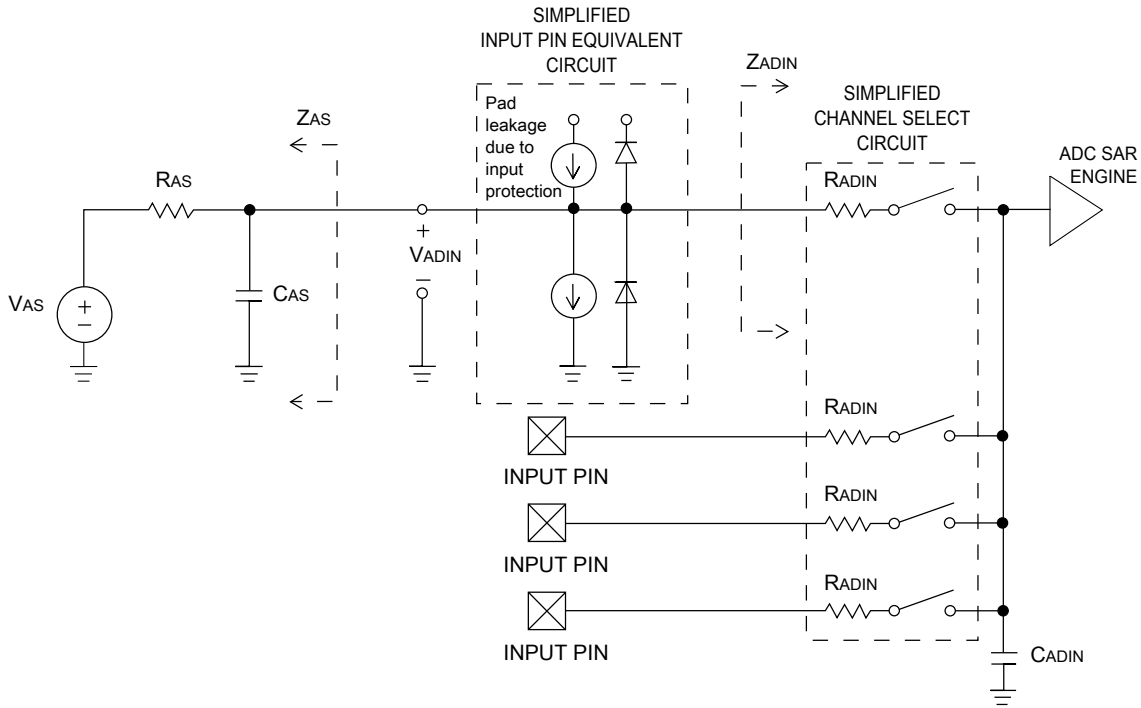 SIMPLIFIED
INPUT PIN EQUIVALENT
CIRCUIT
ZADIN
Pad
leakage
due to
input
protection
SIMPLIFIED
CHANNEL SELECT
CIRCUIT
ZAS
ADC SAR
ENGINE
RAS
RADIN
+
VADIN
–
CAS
VAS
+
–
RADIN
INPUT PIN
RADIN
INPUT PIN
RADIN
INPUT PIN
CADIN